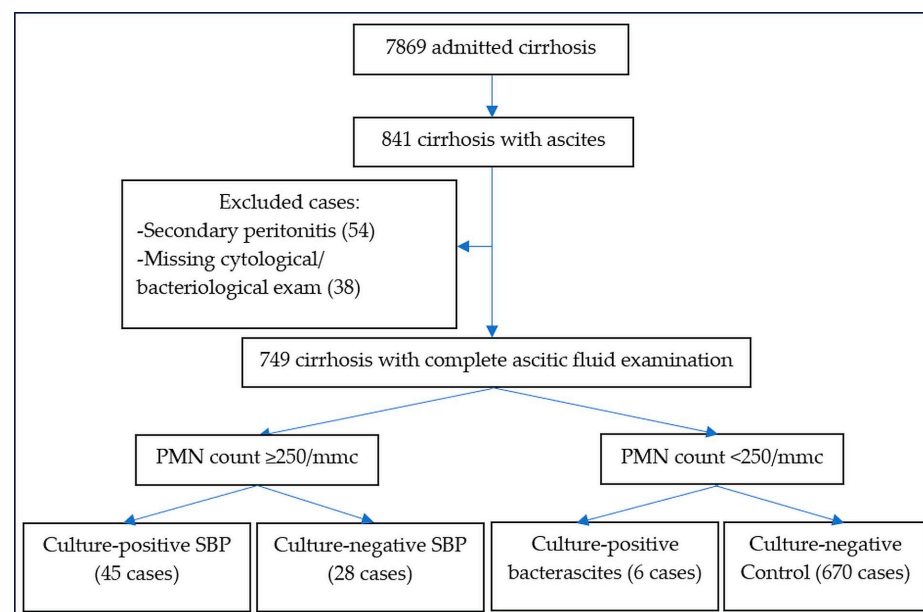 7869 admitted cirrhosis
841 cirrhosis with ascites
Excluded cases:
-Secondary peritonitis (54)
-Missing cytological/
bacteriological exam (38)
749 cirrhosis with complete ascitic fluid examination
PMN count ≥250/mmc
PMN count <250/mmc
Culture-positive SBP
(45 cases)
Culture-negative SBP
(28 cases)
Culture-positive
bacterascites (6 cases)
Culture-negative
Control (670 cases)